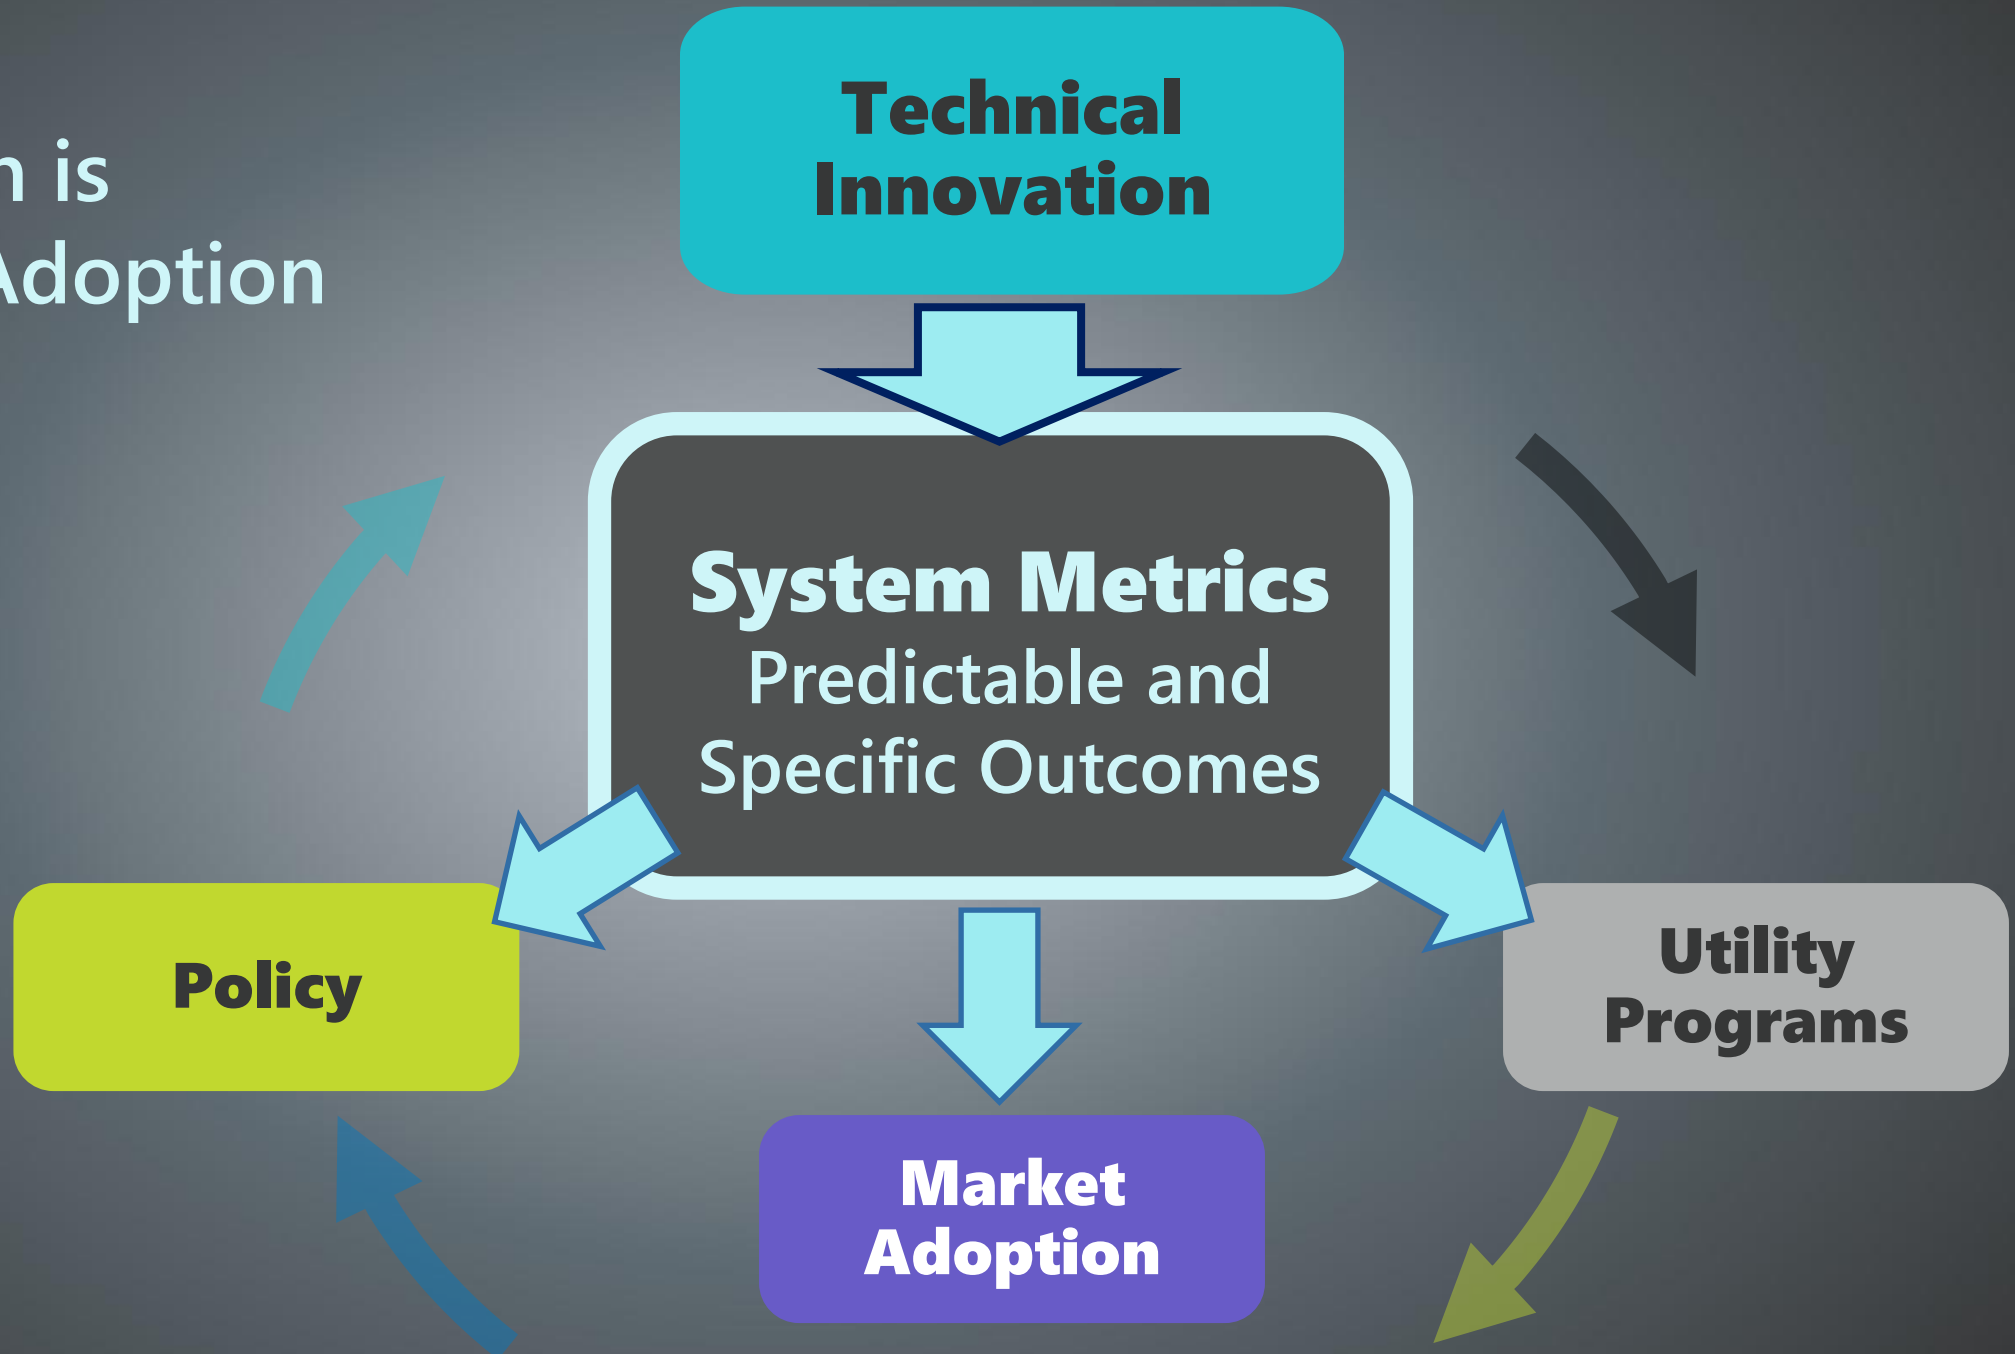 n is
Adoption
Technical
Innovation
System Metrics
Predictable and
Specific Outcomes
Policy
Utility
Programs
Market
Adoption